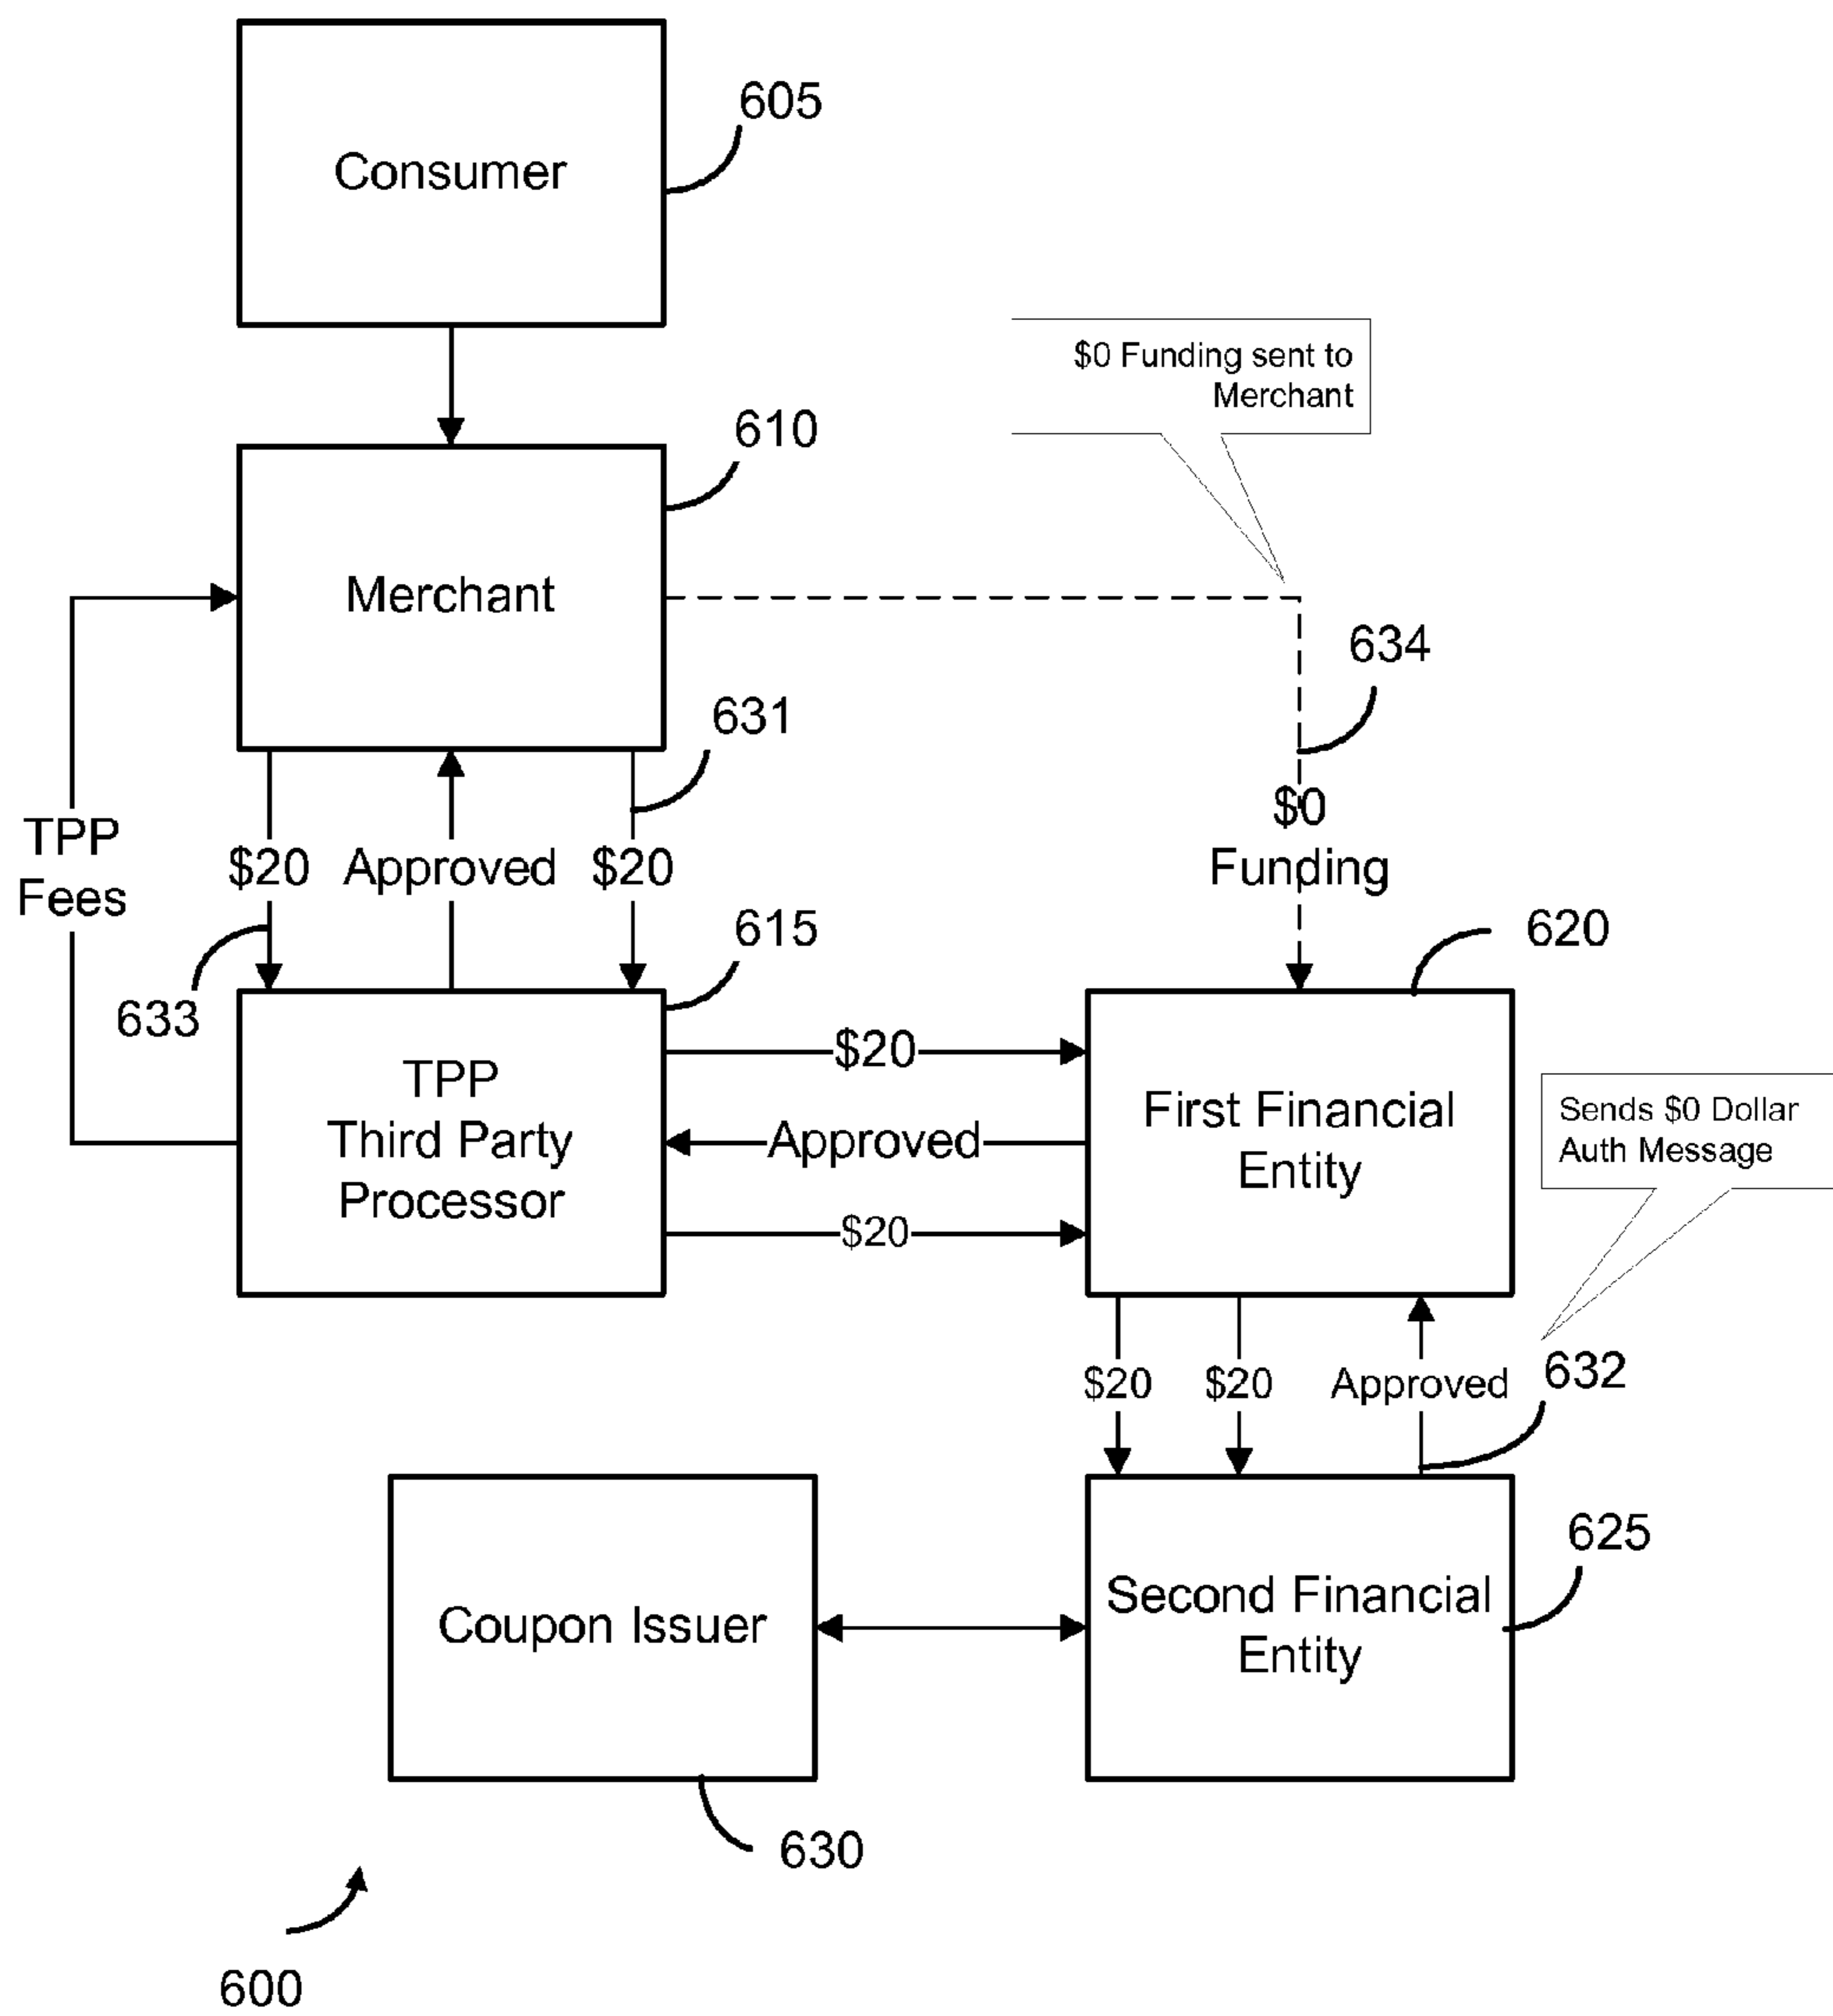 605
Consumer
$0 Funding sent to
Merchant
610
Merchant
634
631
$0
Funding
TPP
Fees
$20
Approved
$20
615
620
633
TPP
Third Party
Processor
$20
Approved
$20
First Financial
Entity
Sends $0 Dollar
Auth Message
$20
$20
Approved
632
625
Coupon Issuer
Second Financial
Entity
630
600